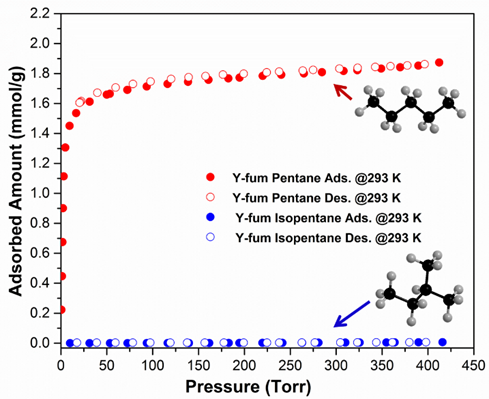 2.2
2.0
1.8
1.6
1.4
1.2
1.0
0.8
0.6
0.4
0.2
0.0
Adsorbed Amount (mmol/g)
Y-fum Pentane Ads. @293 K
Y-fum Pentane Des. @293 K
Y-fum Isopentane Ads. @293 K
Y-fum Isopentane Des. @293 K
0 50 100 150 200 250 300 350 400 450
Pressure (Torr)